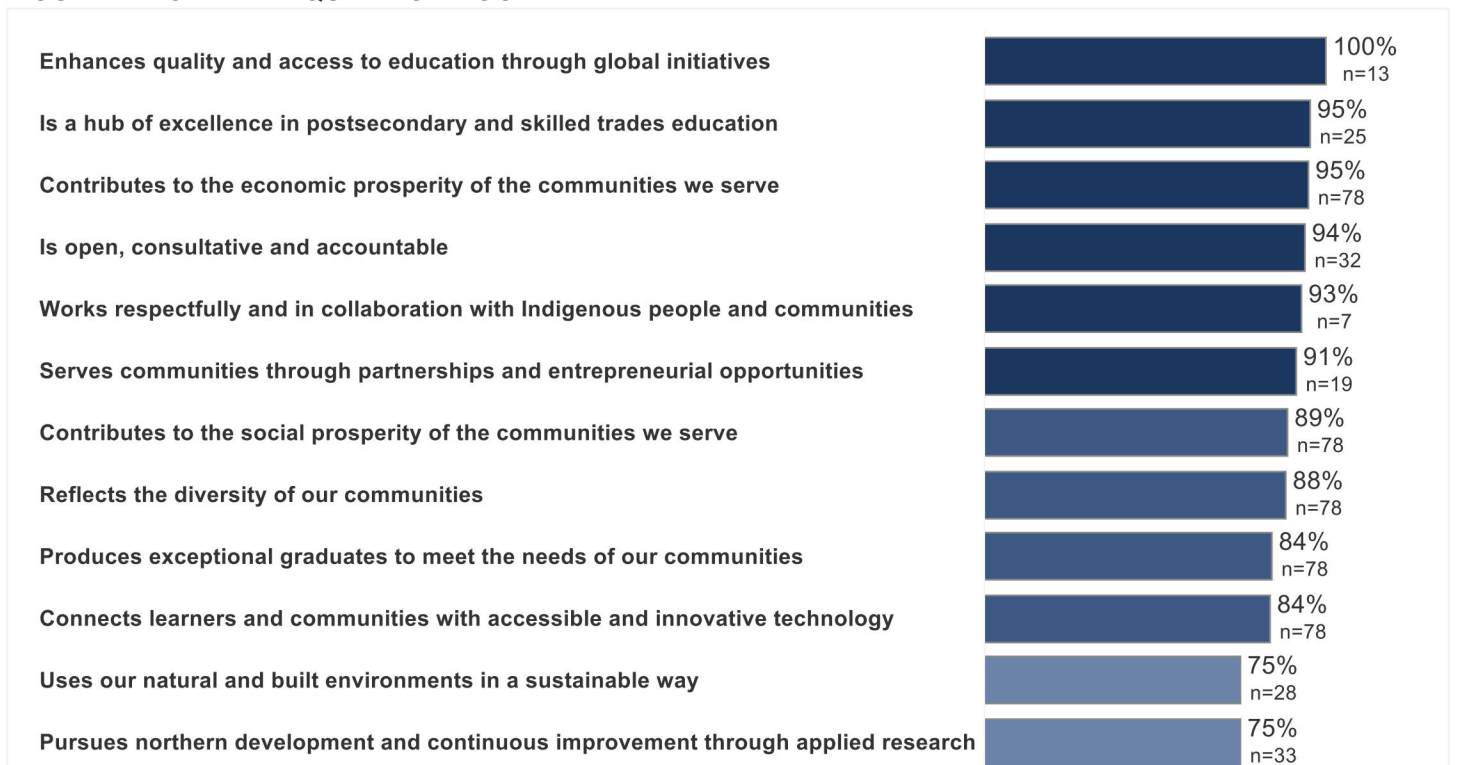 Enhances quality and access to education through global initiatives
100%
n=13
Is a hub of excellence in postsecondary and skilled trades education
95%
n=25
Contributes to the economic prosperity of the communities we serve
95%
n=78
Is open, consultative and accountable
94%
n=32
Works respectfully and in collaboration with Indigenous people and communities
93%
n=7
Serves communities through partnerships and entrepreneurial opportunities
91%
n=19
Contributes to the social prosperity of the communities we serve
89%
n=78
Reflects the diversity of our communities
88%
n=78
Produces exceptional graduates to meet the needs of our communities
84%
n=78
Connects learners and communities with accessible and innovative technology
84%
n=78
Uses our natural and built environments in a sustainable way
75%
n=28
Pursues northern development and continuous improvement through applied research
75%
n=33